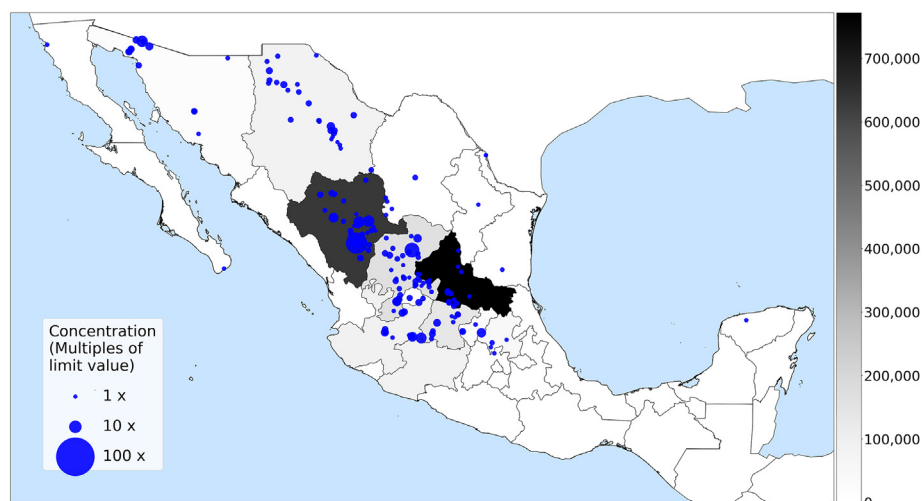 Concentration
(Multiples of
limit value)
1 x
10 x
100 x
700,000
600,000
500,000
400,000
300,000
200,000
100,000
0